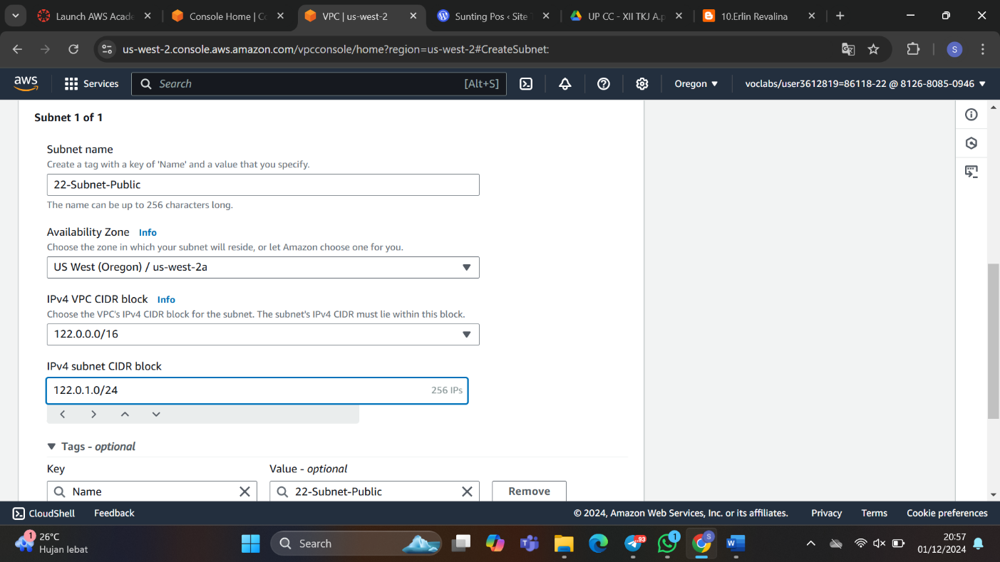 Launch AWS Acade
Console Home | Co
VPC | us-west-2
Sunting Pos ‹ Site T
UP CC - XII TKJ A.p
10.Erlin Revalina
us-west-2.console.aws.amazon.com/vpcconsole/home?region=us-west-2#CreateSubnet:
S
aws
Services
Search
[Alt+S]
Oregon
voclabs/user3612819=86118-22 @ 8126-8085-0946
Subnet 1 of 1
Subnet name
Create a tag with a key of 'Name' and a value that you specify.
22-Subnet-Public
The name can be up to 256 characters long.
Availability Zone Info
Choose the zone in which your subnet will reside, or let Amazon choose one for you.
US West (Oregon) / us-west-2a
IPv4 VPC CIDR block Info
Choose the VPC's IPv4 CIDR block for the subnet. The subnet's IPv4 CIDR must lie within this block.
122.0.0.0/16
IPv4 subnet CIDR block
122.0.1.0/24 256 IPs
Tags - optional
Key Value - optional
Name 22-Subnet-Public Remove
CloudShell Feedback © 2024, Amazon Web Services, Inc. or its affiliates. Privacy Terms Cookie preferences
1
26°C
Hujan lebat
Search
93
1
S
20:57
01/12/2024